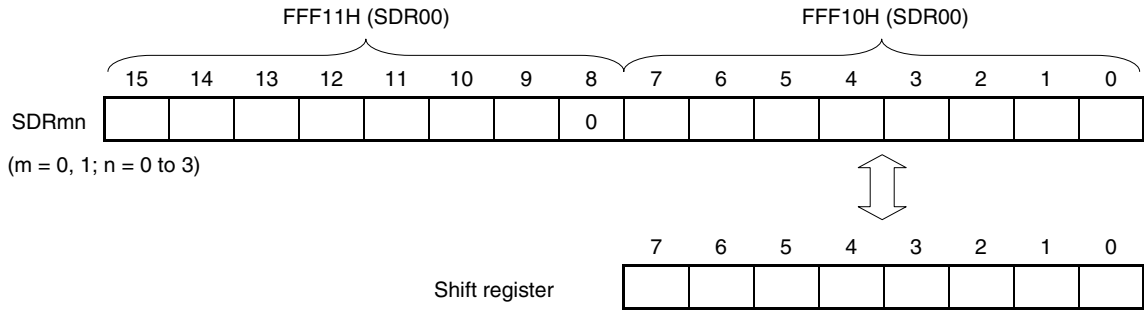 FFF11H (SDR00) FFF10H (SDR00)
15 14 13 12 11 10 9 8 7 6 5 4 3 2 1 0
SDRmn 0
(m = 0, 1; n = 0 to 3)
7 6 5 4 3 2 1 0
Shift register